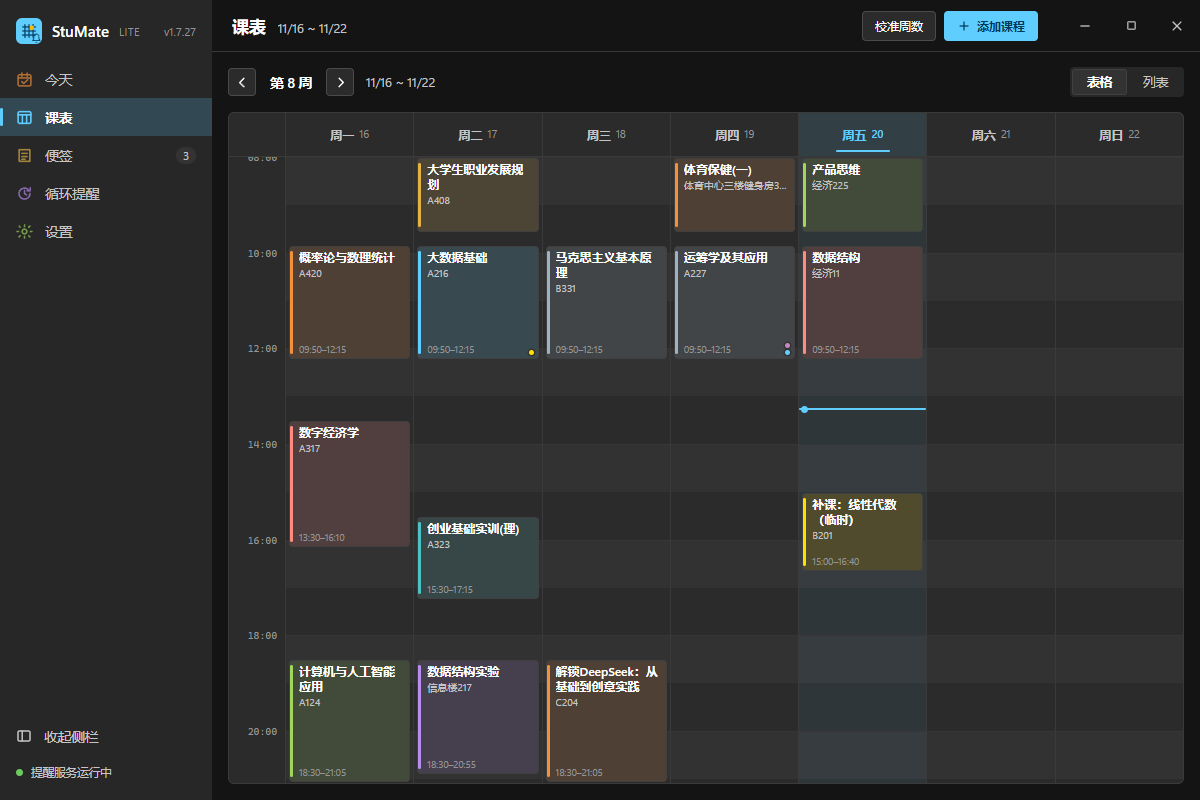 StuMate LITE v1.7.27
今天
课表
便签 3
循环提醒
设置
收起侧栏
提醒服务运行中
课表 11/16 ~ 11/22
校准周数
+ 添加课程
第 8 周 11/16 ~ 11/22
表格 列表
周一 16 周二 17 周三 18 周四 19 周五 20 周六 21 周日 22
08:00
10:00
12:00
14:00
16:00
18:00
20:00
概率论与数理统计
A420
09:50–12:15
数字经济学
A317
13:30–16:10
计算机与人工智能
应用
A124
18:30–21:05
大学生职业发展规
划
A408
大数据基础
A216
09:50–12:15
创业基础实训(理)
A323
15:30–17:15
数据结构实验
信息楼217
18:30–20:55
马克思主义基本原
理
B331
09:50–12:15
解锁DeepSeek：从
基础到创意实践
C204
18:30–21:05
体育保健(一)
体育中心三楼健身房3...
运筹学及其应用
A227
09:50–12:15
产品思维
经济225
数据结构
经济11
09:50–12:15
补课：线性代数
（临时）
B201
15:00–16:40